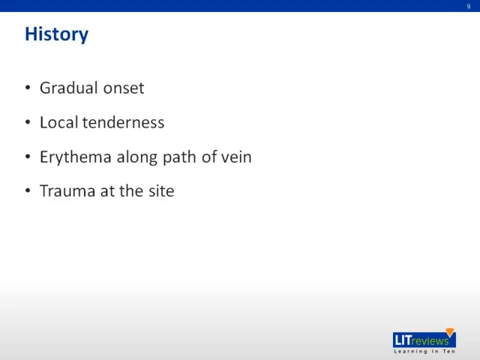 9
History
• Gradual onset
• Local tenderness
• Erythema along path of vein
• Trauma at the site
LITreviews
Learning In Ten